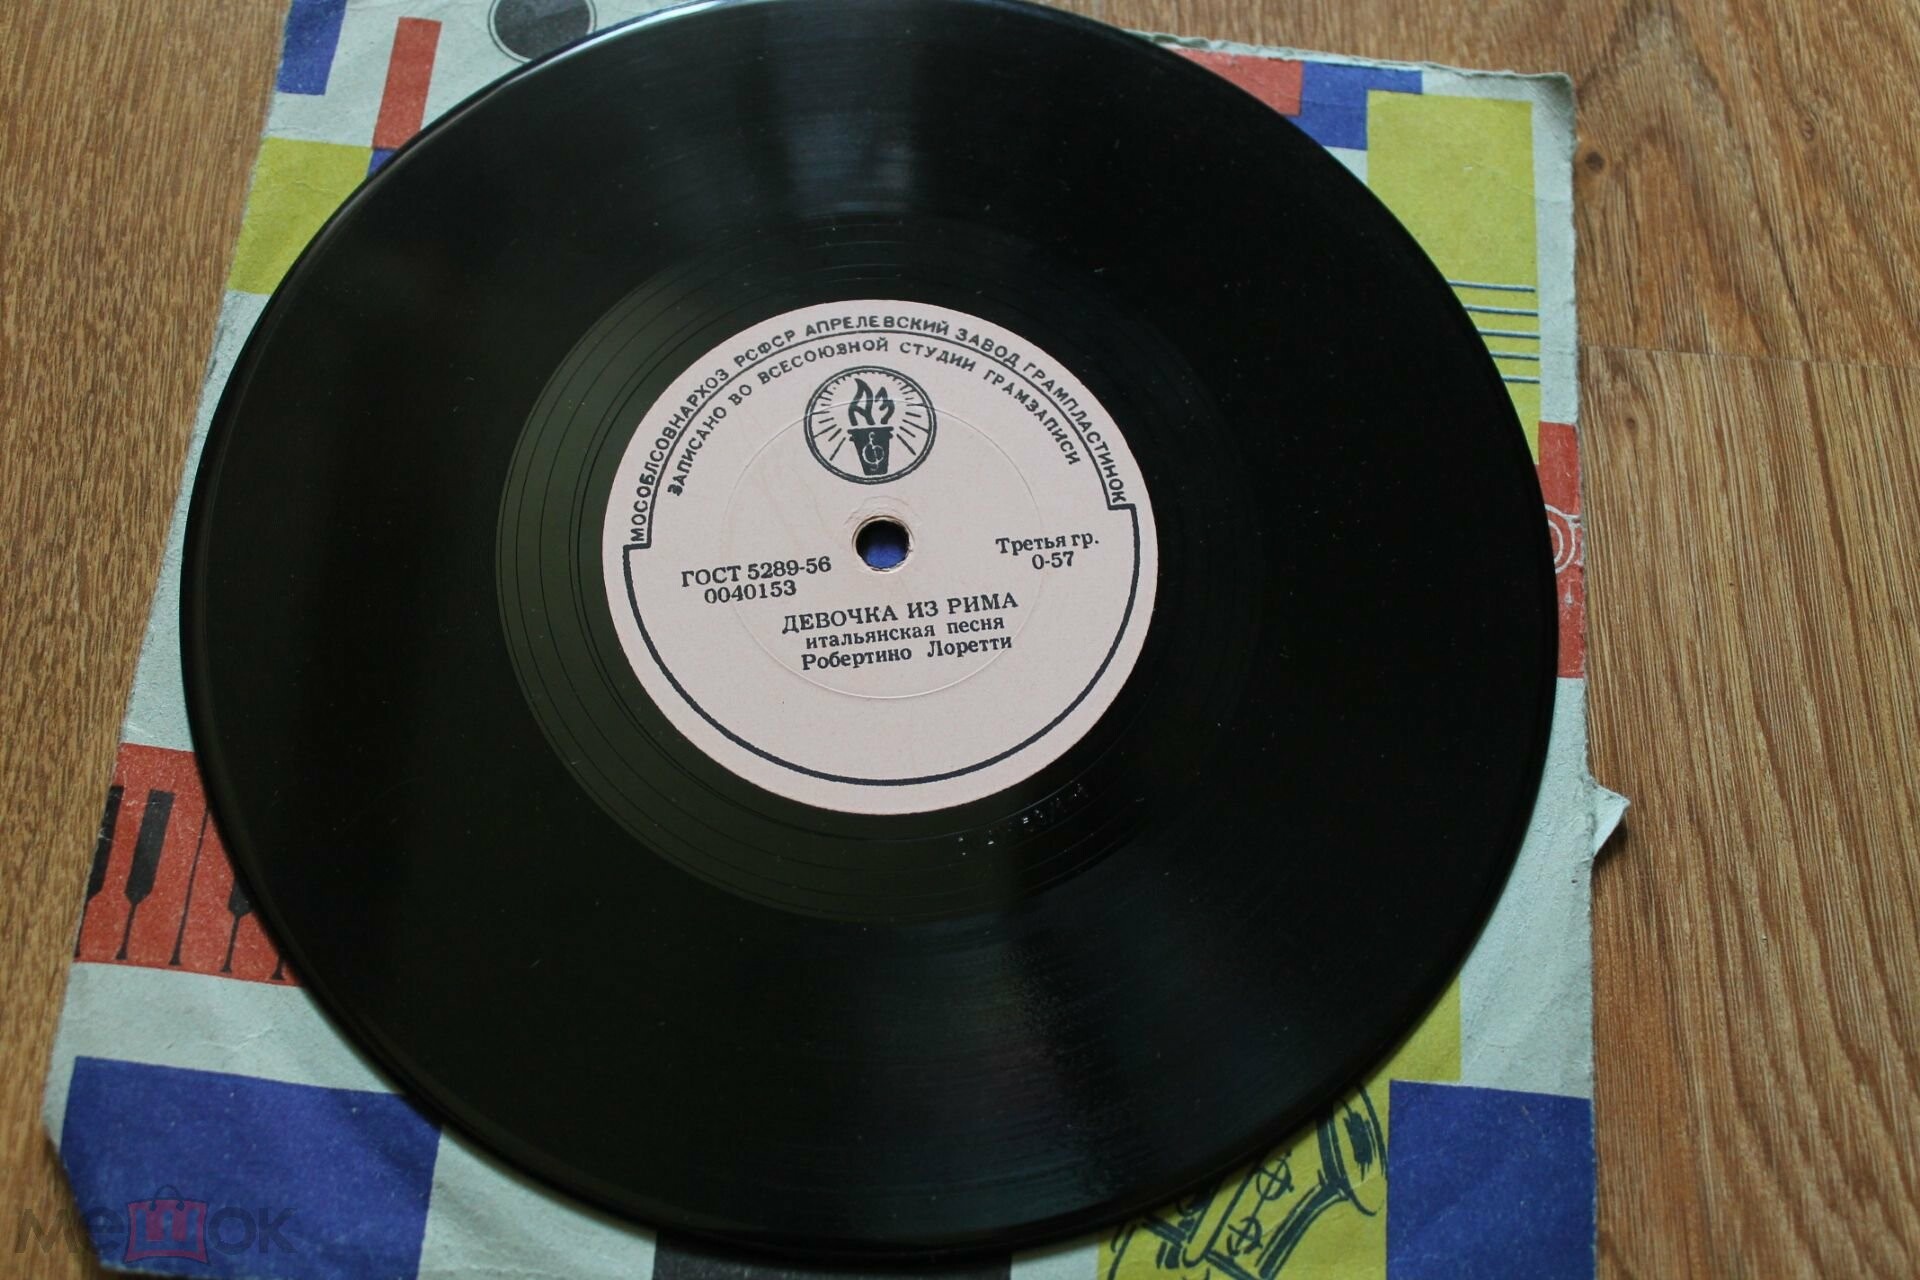 МОСОБЛСОВНАРХОЗ РСФСР АПРЕЛЕВСКИЙ ЗАВОД ГРАМПЛАСТИНОК
ЗАПИСАНО ВО ВСЕСОЮЗНОЙ СТУДИИ ГРАМЗАПИСИ
АЗ
ГОСТ 5289-56
0040153
Третья гр.
0-57
ДЕВОЧКА ИЗ РИМА
итальянская песня
Робертино Лоретти
мешок